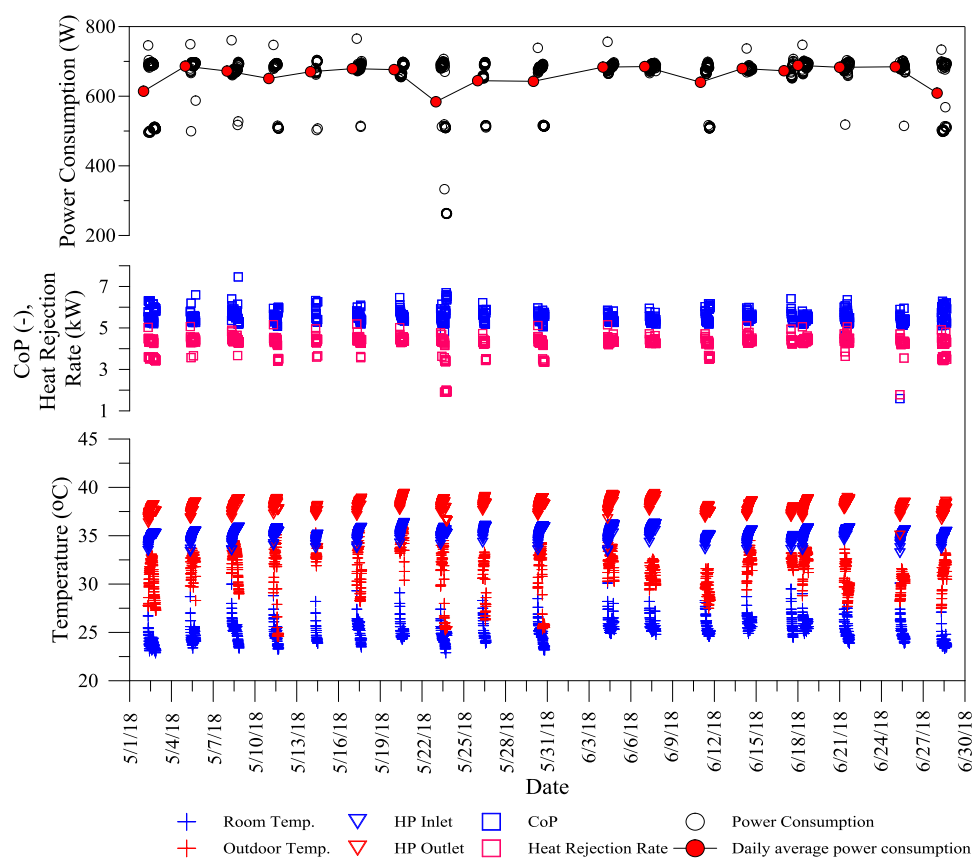 800
600
400
200
Power Consumption (W)
7
5
3
1
CoP (-),
Heat Rejection
Rate (kW)
45
40
35
30
25
20
Temperature (ºC)
5/1/18
5/4/18
5/7/18
5/10/18
5/13/18
5/16/18
5/19/18
5/22/18
5/25/18
5/28/18
5/31/18
6/3/18
6/6/18
6/9/18
6/12/18
6/15/18
6/18/18
6/21/18
6/24/18
6/27/18
6/30/18
Date
Room Temp.
HP Inlet
CoP
Power Consumption
Outdoor Temp.
HP Outlet
Heat Rejection Rate
Daily average power consumption